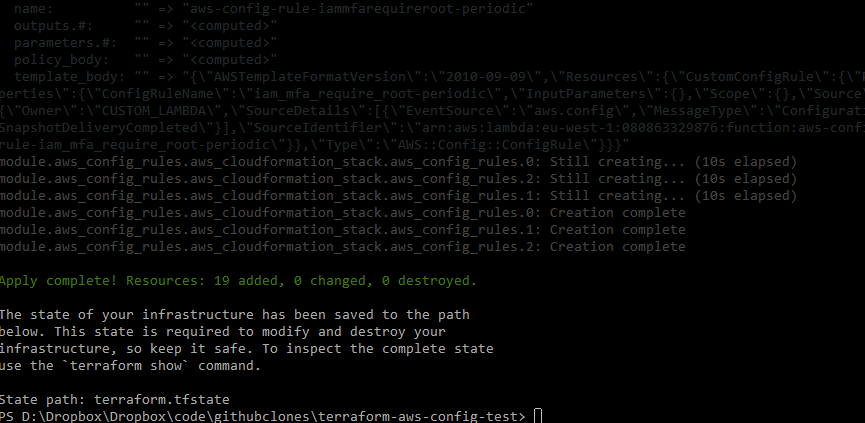 name:          "" => "aws-config-rule-iammfarequireroot-periodic"
outputs.#:     "" => "<computed>"
parameters.#:  "" => "<computed>"
policy_body:   "" => "<computed>"
template_body: "" => "{\"AWSTemplateFormatVersion\":\"2010-09-09\",\"Resources\":{\"CustomConfigRule\":{\"
perties\":{\"ConfigRuleName\":\"iam_mfa_require_root-periodic\",\"InputParameters\":{},\"Scope\":{},\"Source\
{\"Owner\":\"CUSTOM_LAMBDA\",\"SourceDetails\":[{\"EventSource\":\"aws.config\",\"MessageType\":\"Configurati
SnapshotDeliveryCompleted\"}],\"SourceIdentifier\":\"arn:aws:lambda:eu-west-1:080863329876:function:aws-conf
rule-iam_mfa_require_root-periodic\"}},\"Type\":\"AWS::Config::ConfigRule\"}}}"
module.aws_config_rules.aws_cloudformation_stack.aws_config_rules.0: Still creating... (10s elapsed)
module.aws_config_rules.aws_cloudformation_stack.aws_config_rules.2: Still creating... (10s elapsed)
module.aws_config_rules.aws_cloudformation_stack.aws_config_rules.1: Still creating... (10s elapsed)
module.aws_config_rules.aws_cloudformation_stack.aws_config_rules.0: Creation complete
module.aws_config_rules.aws_cloudformation_stack.aws_config_rules.1: Creation complete
module.aws_config_rules.aws_cloudformation_stack.aws_config_rules.2: Creation complete
Apply complete! Resources: 19 added, 0 changed, 0 destroyed.
The state of your infrastructure has been saved to the path
below. This state is required to modify and destroy your
infrastructure, so keep it safe. To inspect the complete state
use the `terraform show` command.
State path: terraform.tfstate
PS D:\Dropbox\Dropbox\code\githubclones\terraform-aws-config-test>